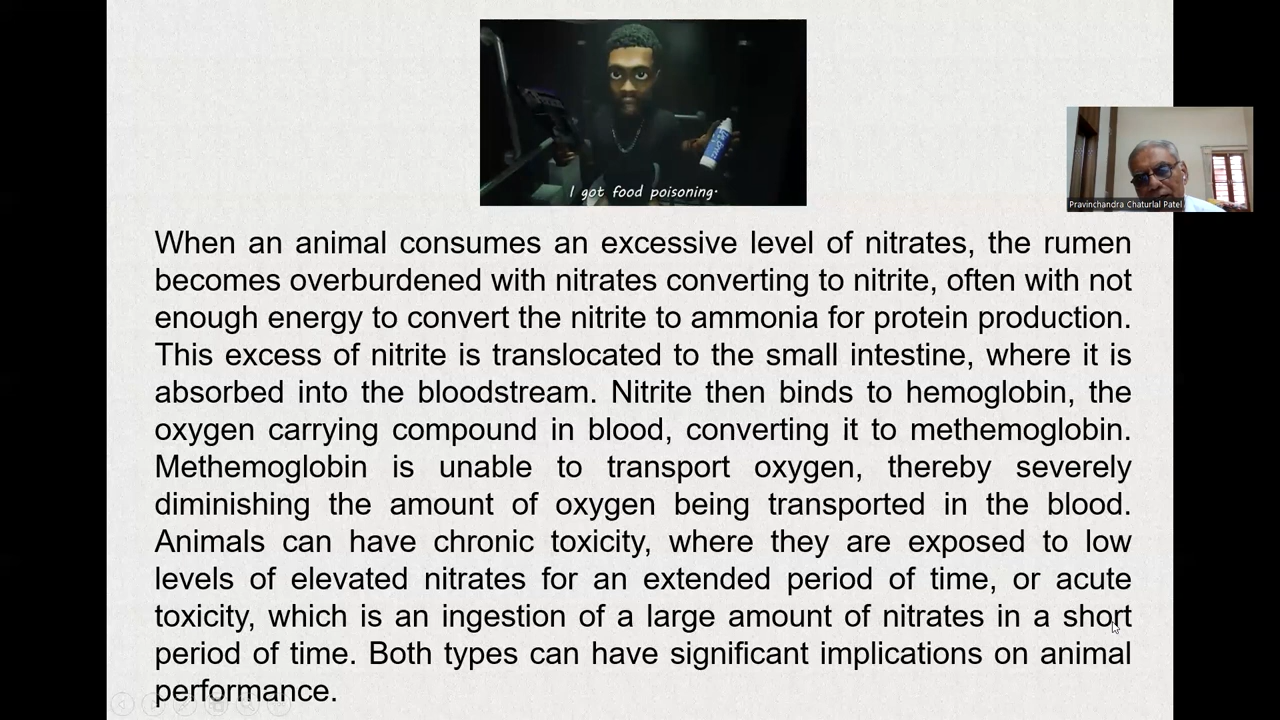 I got food poisoning.
Pravinchandra Chaturlal Patel
When an animal consumes an excessive level of nitrates, the rumen
becomes overburdened with nitrates converting to nitrite, often with not
enough energy to convert the nitrite to ammonia for protein production.
This excess of nitrite is translocated to the small intestine, where it is
absorbed into the bloodstream. Nitrite then binds to hemoglobin, the
oxygen carrying compound in blood, converting it to methemoglobin.
Methemoglobin is unable to transport oxygen, thereby severely
diminishing the amount of oxygen being transported in the blood.
Animals can have chronic toxicity, where they are exposed to low
levels of elevated nitrates for an extended period of time, or acute
toxicity, which is an ingestion of a large amount of nitrates in a short
period of time. Both types can have significant implications on animal
performance.